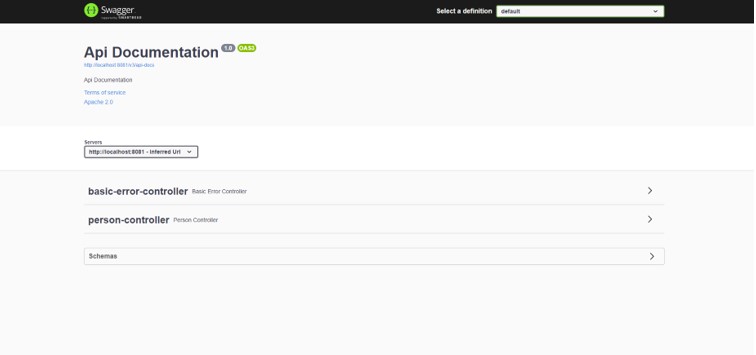 Swagger
Supported by SMARTBEAR
Select a definition
default
Api Documentation 1.0 OAS3
http://localhost:8081/v3/api-docs
Api Documentation
Terms of service
Apache 2.0
Servers
http://localhost:8081 - Inferred Url
basic-error-controller Basic Error Controller
person-controller Person Controller
Schemas